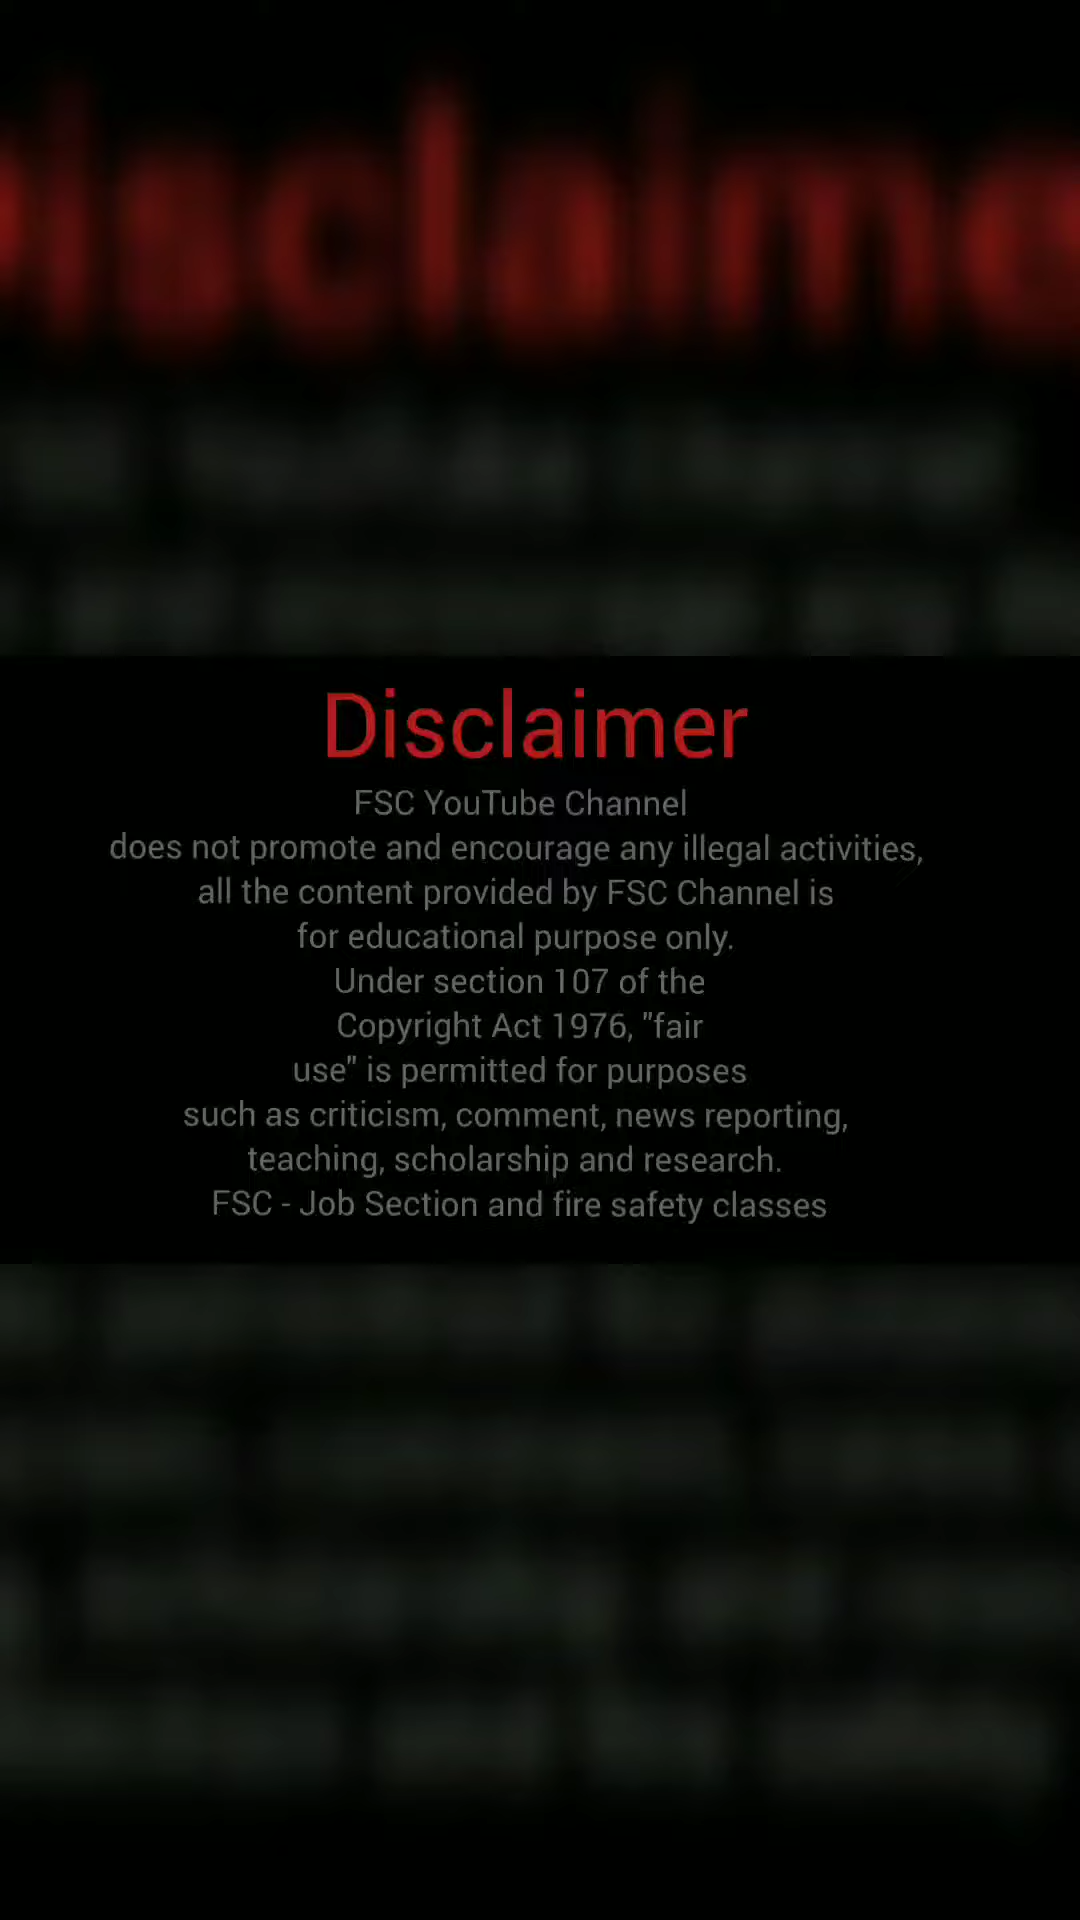 Disclaimer
FSC YouTube Channel
does not promote and encourage any illegal activities,
all the content provided by FSC Channel is
for educational purpose only.
Under section 107 of the
Copyright Act 1976, "fair
use" is permitted for purposes
such as criticism, comment, news reporting,
teaching, scholarship and research.
FSC - Job Section and fire safety classes